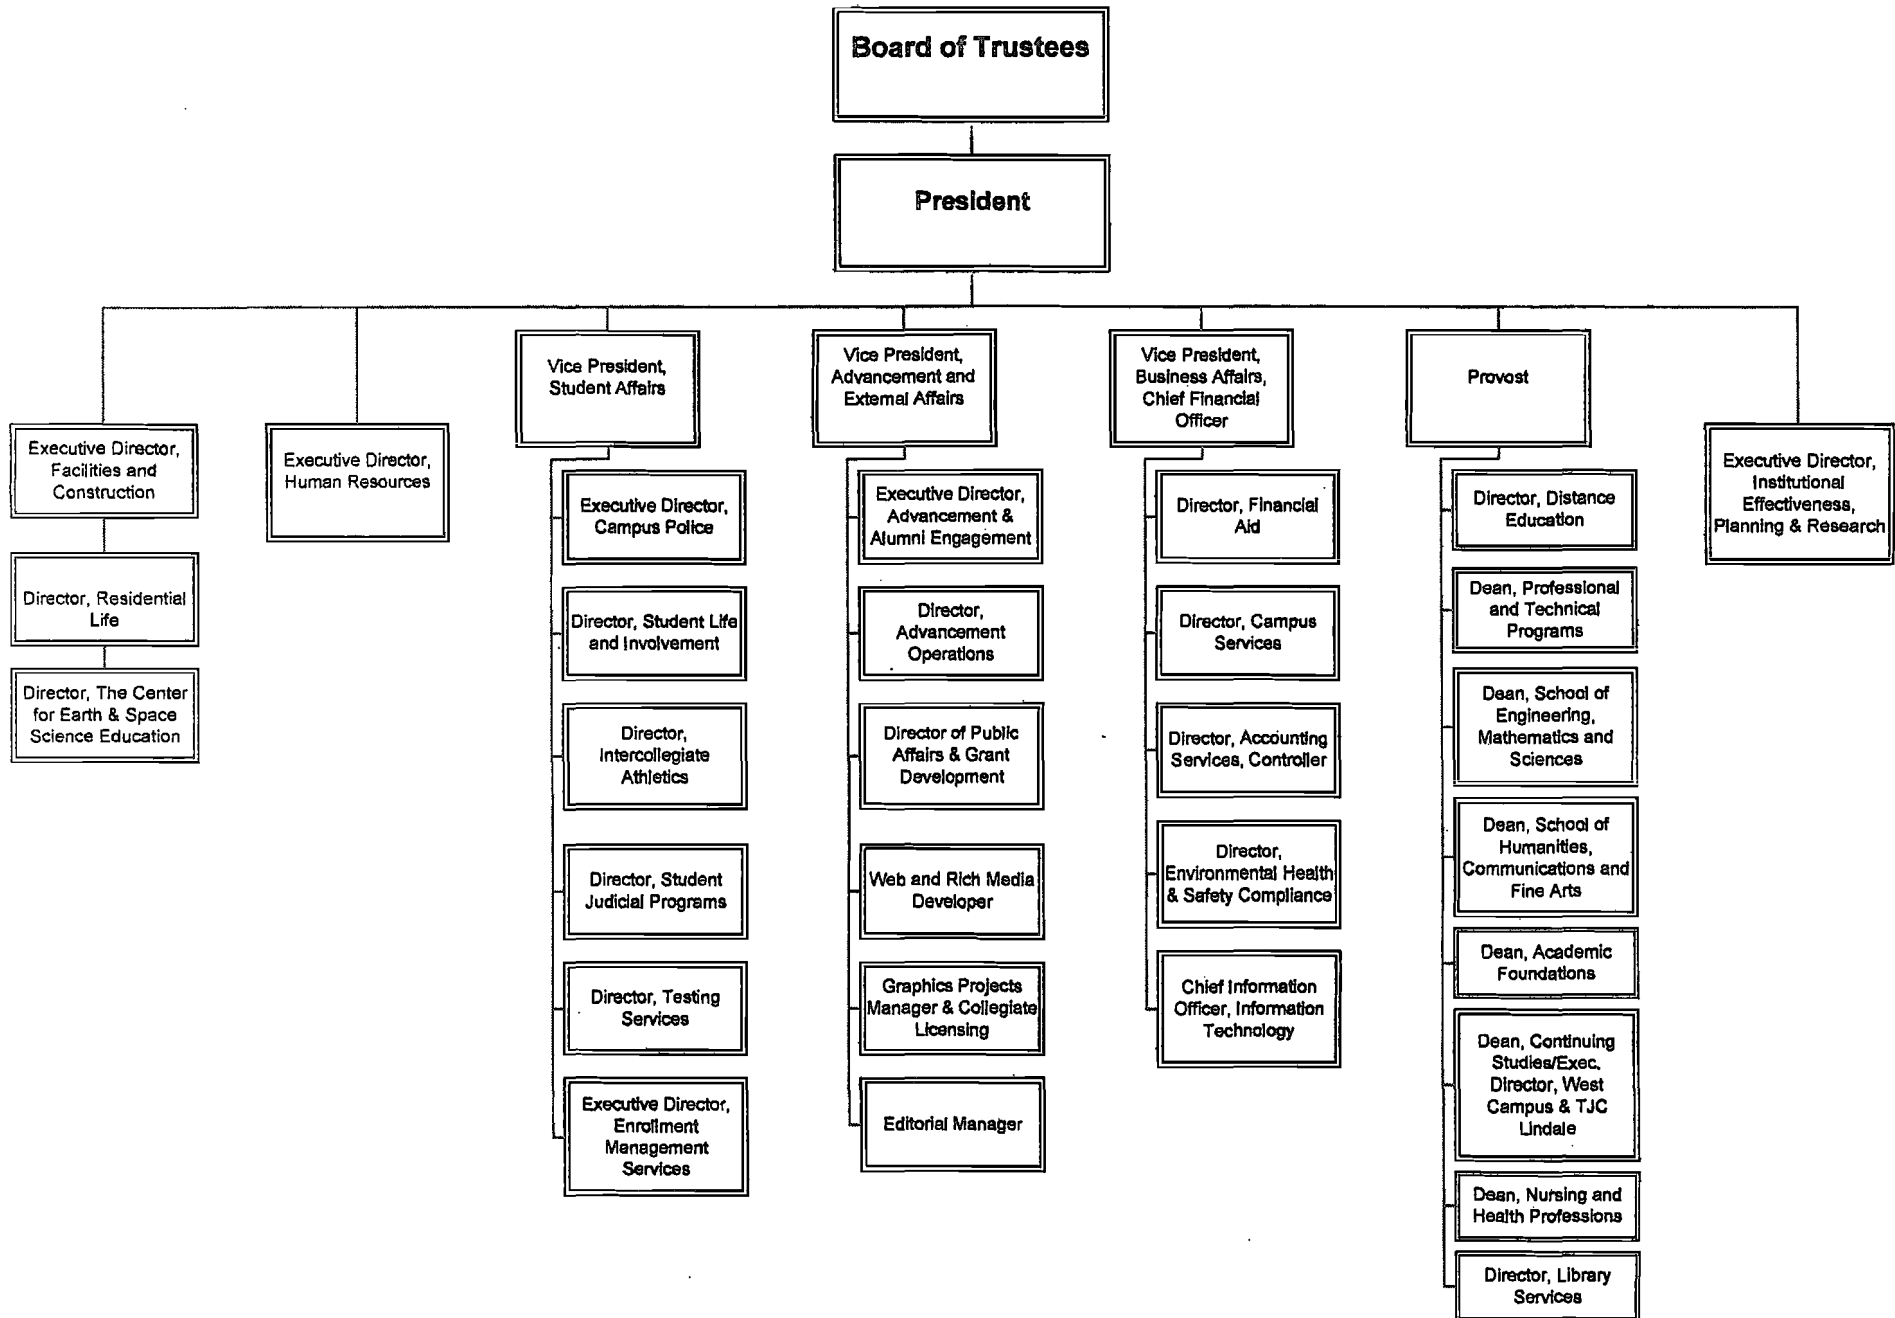 Board of Trustees
President
Vice President,
Student Affairs
Vice President,
Advancement and
External Affairs
Vice President,
Business Affairs,
Chief Financial
Officer
Provost
Executive Director,
Facilities and
Construction
Executive Director,
Human Resources
Executive Director,
Institutional
Effectiveness,
Planning & Research
Director, Residential
Life
Director, The Center
for Earth & Space
Science Education
Executive Director,
Campus Police
Director, Student Life
and Involvement
Director,
Intercollegiate
Athletics
Director, Student
Judicial Programs
Director, Testing
Services
Executive Director,
Enrollment
Management
Services
Executive Director,
Advancement &
Alumni Engagement
Director,
Advancement
Operations
Director of Public
Affairs & Grant
Development
Web and Rich Media
Developer
Graphics Projects
Manager & Collegiate
Licensing
Editorial Manager
Director, Financial
Aid
Director, Campus
Services
Director, Accounting
Services, Controller
Director,
Environmental Health
& Safety Compliance
Chief Information
Officer, Information
Technology
Director, Distance
Education
Dean, Professional
and Technical
Programs
Dean, School of
Engineering,
Mathematics and
Sciences
Dean, School of
Humanities,
Communications and
Fine Arts
Dean, Academic
Foundations
Dean, Continuing
Studies/Exec.
Director, West
Campus & TJC
Lindale
Dean, Nursing and
Health Professions
Director, Library
Services